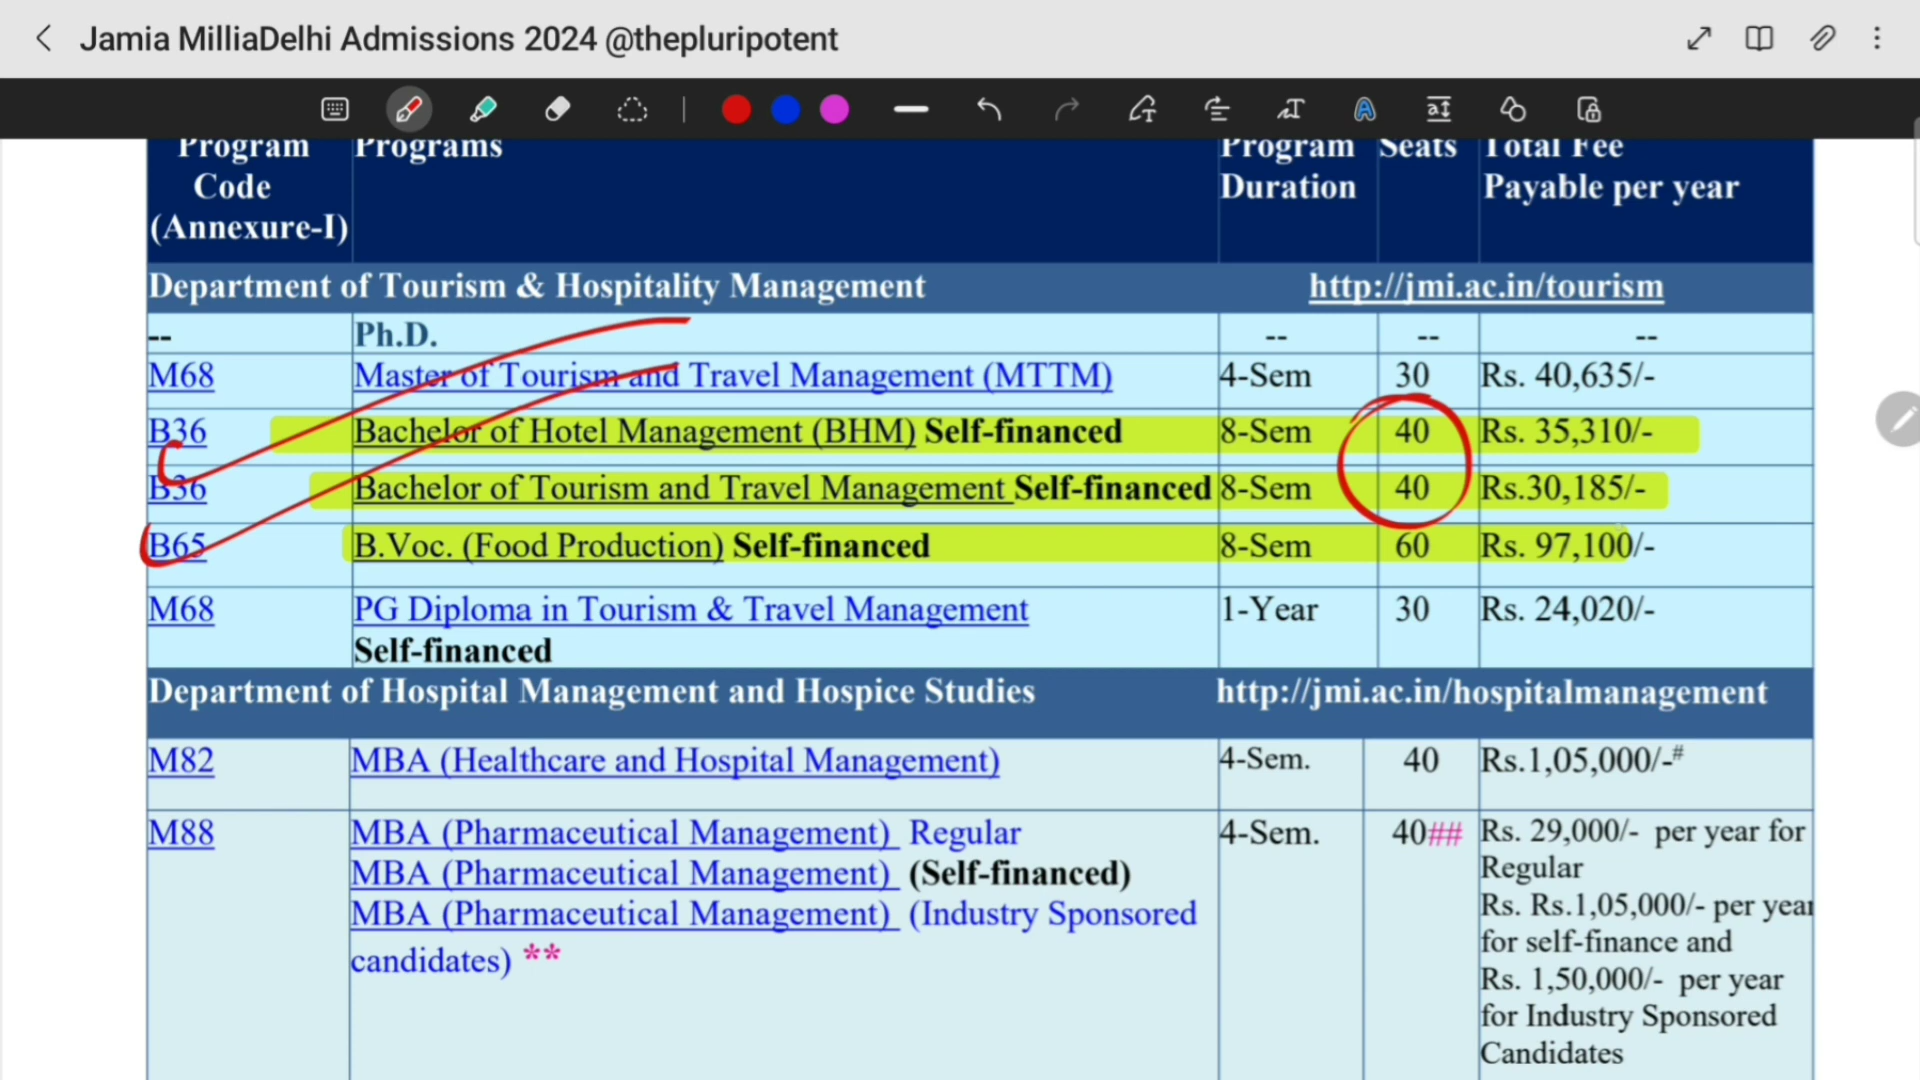 Jamia MilliaDelhi Admissions 2024 @thepluripotent
Program Code (Annexure-I) Programs Program Duration Seats Total Fee Payable per year
Department of Tourism & Hospitality Management http://jmi.ac.in/tourism
-- Ph.D. -- -- --
M68 Master of Tourism and Travel Management (MTTM) 4-Sem 30 Rs. 40,635/-
B36 Bachelor of Hotel Management (BHM) Self-financed 8-Sem 40 Rs. 35,310/-
B36 Bachelor of Tourism and Travel Management Self-financed 8-Sem 40 Rs.30,185/-
B65 B.Voc. (Food Production) Self-financed 8-Sem 60 Rs. 97,100/-
M68 PG Diploma in Tourism & Travel Management 1-Year 30 Rs. 24,020/-
Self-financed
Department of Hospital Management and Hospice Studies http://jmi.ac.in/hospitalmanagement
M82 MBA (Healthcare and Hospital Management) 4-Sem. 40 Rs.1,05,000/-#
M88 MBA (Pharmaceutical Management) Regular 4-Sem. 40## Rs. 29,000/- per year for
Regular
MBA (Pharmaceutical Management) (Self-financed)
Rs. Rs.1,05,000/- per year
MBA (Pharmaceutical Management) (Industry Sponsored
for self-finance and
candidates) **
Rs. 1,50,000/- per year
for Industry Sponsored
Candidates